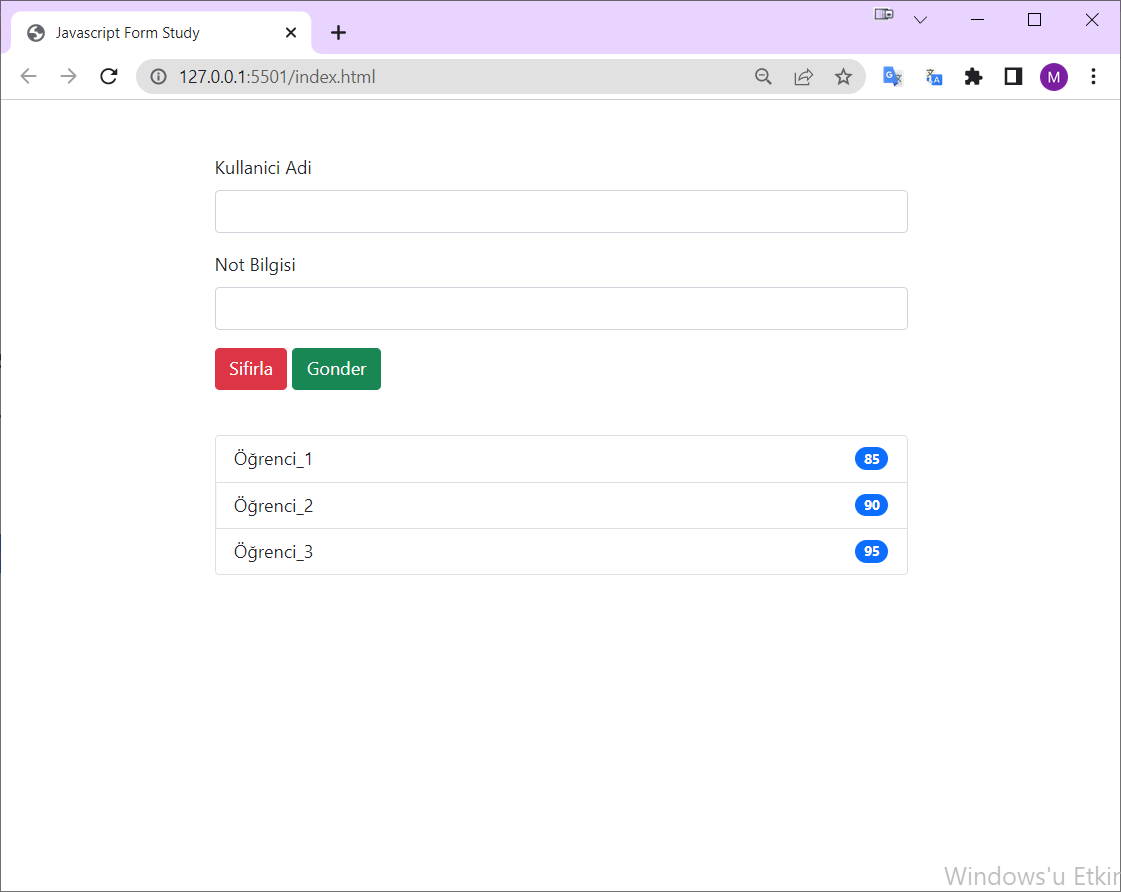 Javascript Form Study
127.0.0.1:5501/index.html
M
Kullanici Adi
Not Bilgisi
Sifirla Gonder
Öğrenci_1 85
Öğrenci_2 90
Öğrenci_3 95
Windows'u